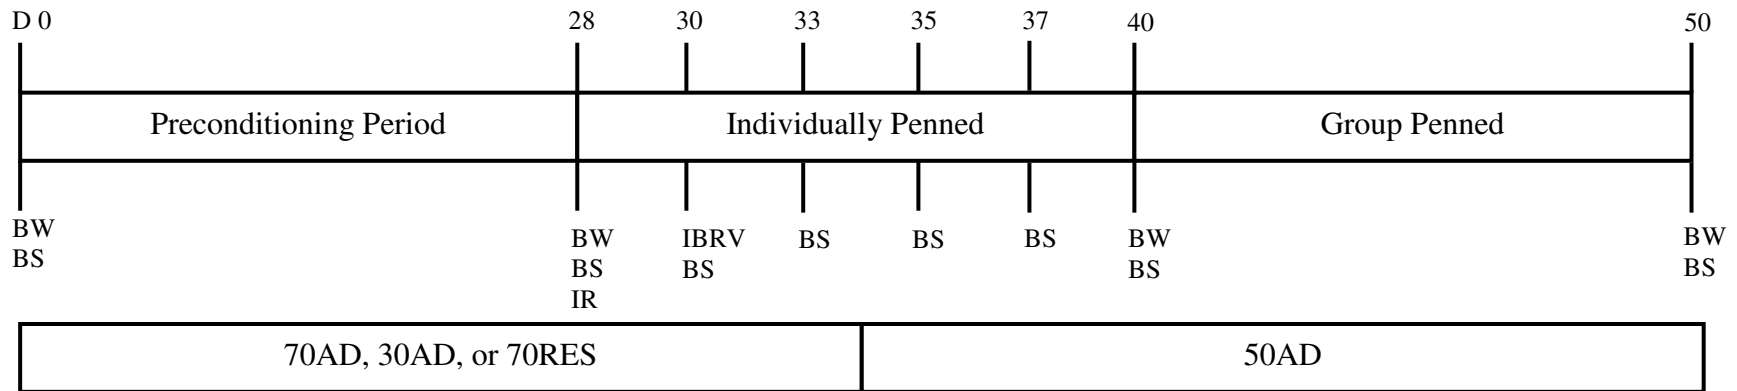 D 0 28 30 33 35 37 40 50
Preconditioning Period Individually Penned Group Penned
BW BW IBRV BS BS BS BW BW
BS BS BS BS BS
IR
70AD, 30AD, or 70RES 50AD